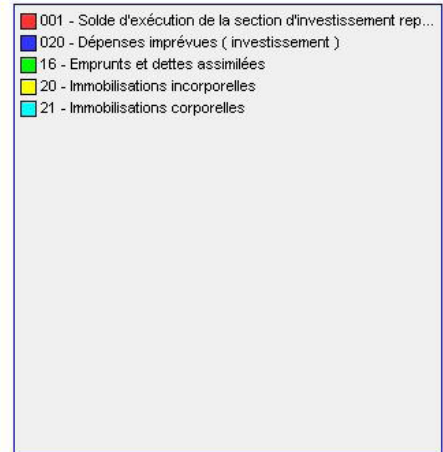 001 - Solde d'exécution de la section d'investissement rep...
020 - Dépenses imprévues ( investissement )
16 - Emprunts et dettes assimilées
20 - Immobilisations incorporelles
21 - Immobilisations corporelles